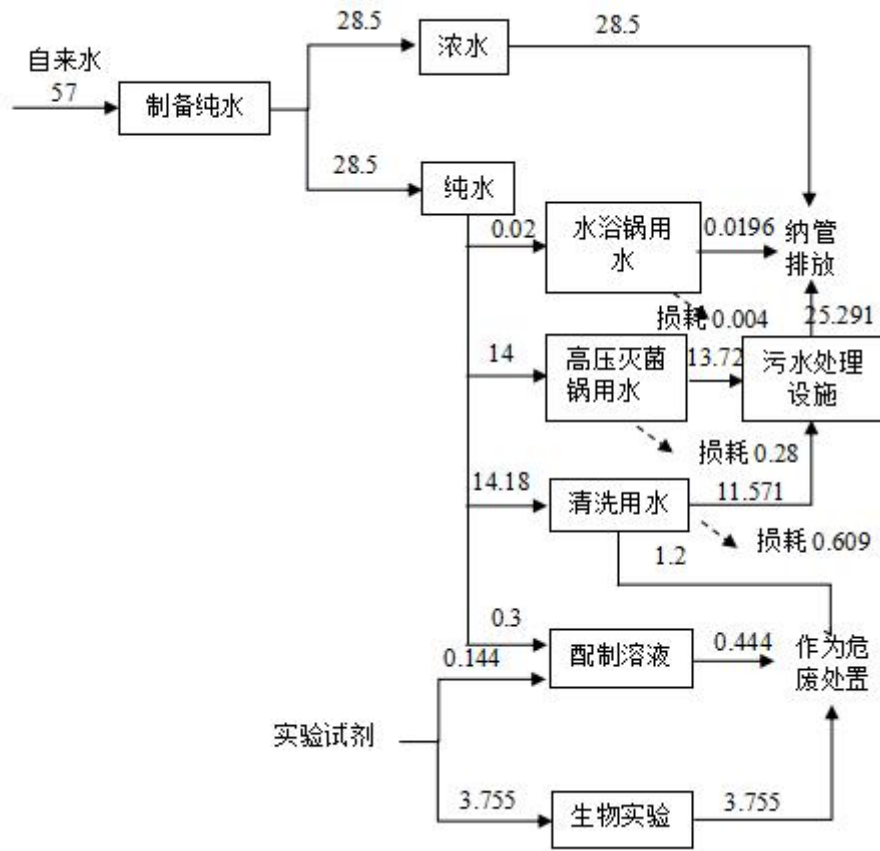 28.5
浓水
28.5
自来水
57
制备纯水
28.5
纯水
0.02
水浴锅用
水
0.0196
纳管
排放
损耗 0.004
25.291
14
高压灭菌
锅用水
13.72
污水处理
设施
损耗 0.28
14.18
清洗用水
11.571
损耗 0.609
1.2
0.3
配制溶液
0.444
作为危
废处置
0.144
实验试剂
3.755
生物实验
3.755